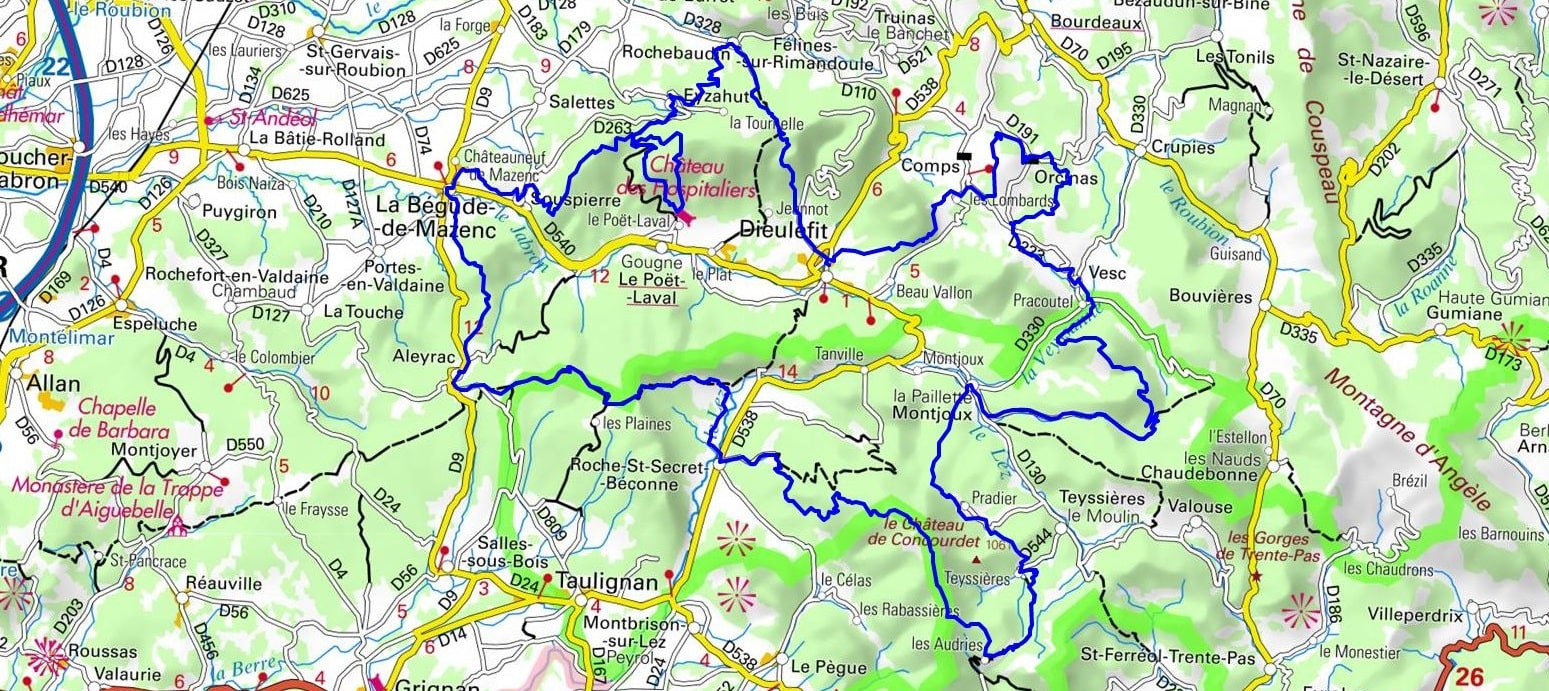 le Roubion
D310
D128
D126
les Lauriers
D128
St-Gervais-
-sur-Roubion
D625
la Forge
D183
D128
D179
D328
les Buis
D192
Truinas
le Banchet
Bourdeaux
Bezaudun-sur-Bine
D596
6
22
Piaux
D128
D134
8
9
Rochebaudin
Félines-
-sur-Rimandoule
D521
8
D70
D195
Les Tonils
St-Nazaire-
-le-Désert
D271
D625
Salettes
D9
Eyzahut
D110
D538
4
D330
Magnan
Couspeau
St-Andéol
les Hayes
La Bâtie-Rolland
D74
D263
la Tournelle
D191
Crupies
D202
9
6
Châteauneuf
de Mazenc
Château
des Hospitaliers
Comps
Orcinas
D540
D126
Bois Naiza
D127A
La Bégude-
-de-Mazenc
Souspierre
le Poët-Laval
6
les Lombards
le Roubion
Puygiron
D210
5
D327
le Jabron
D540
Jeannot
Dieulefit
Guisand
D335
la Roanne
D4
D169
2
D126
Rochefort-en-Valdaine
Chambaud
Portes-
-en-Valdaine
12
Gougne
Le Poët-
-Laval
le Plat
5
Beau Vallon
1
Vesc
Pracoutel
Bouvières
Haute Gumiane
Gumiane
Espeluche
D127
La Touche
D330
la Veyssanne
D335
D173
Montélimar
8
D4
4
le Colombier
Aleyrac
Tanville
14
Montjoux
Allan
10
la Paillette
Montjoux
D70
Montagne d'Angèle
Chapelle
de Barbara
D56
Montjoyer
D550
D9
les Plaines
le Lez
D538
le Lez
D130
l'Estellon
les Nauds
Chaudebonne
Monastère de la Trappe
d'Aiguebelle
5
D24
le Fraysse
Roche-St-Secret-
-Béconne
Pradier
Teyssières
le Moulin
Valouse
Brézil
les Barnouins
D809
le Château
de Concourdet
D544
les Gorges
de Trente-Pas
St-Pancrace
D4
Salles-
-sous-Bois
Teyssières
les Chaudrons
8
Réauville
D56
D9
3
D24
Taulignan
le Célas
les Rabassières
D186
Villeperdrix
D203
D56
5
4
Montbrison-
-sur-Lez
Peyrol
les Audries
11
Roussas
D456
D14
6
D167
D24
4
D538
St-Ferréol-Trente-Pas
le Monestier
Valaurie
6
la Berre
4
Grignan
Le Pègue
26